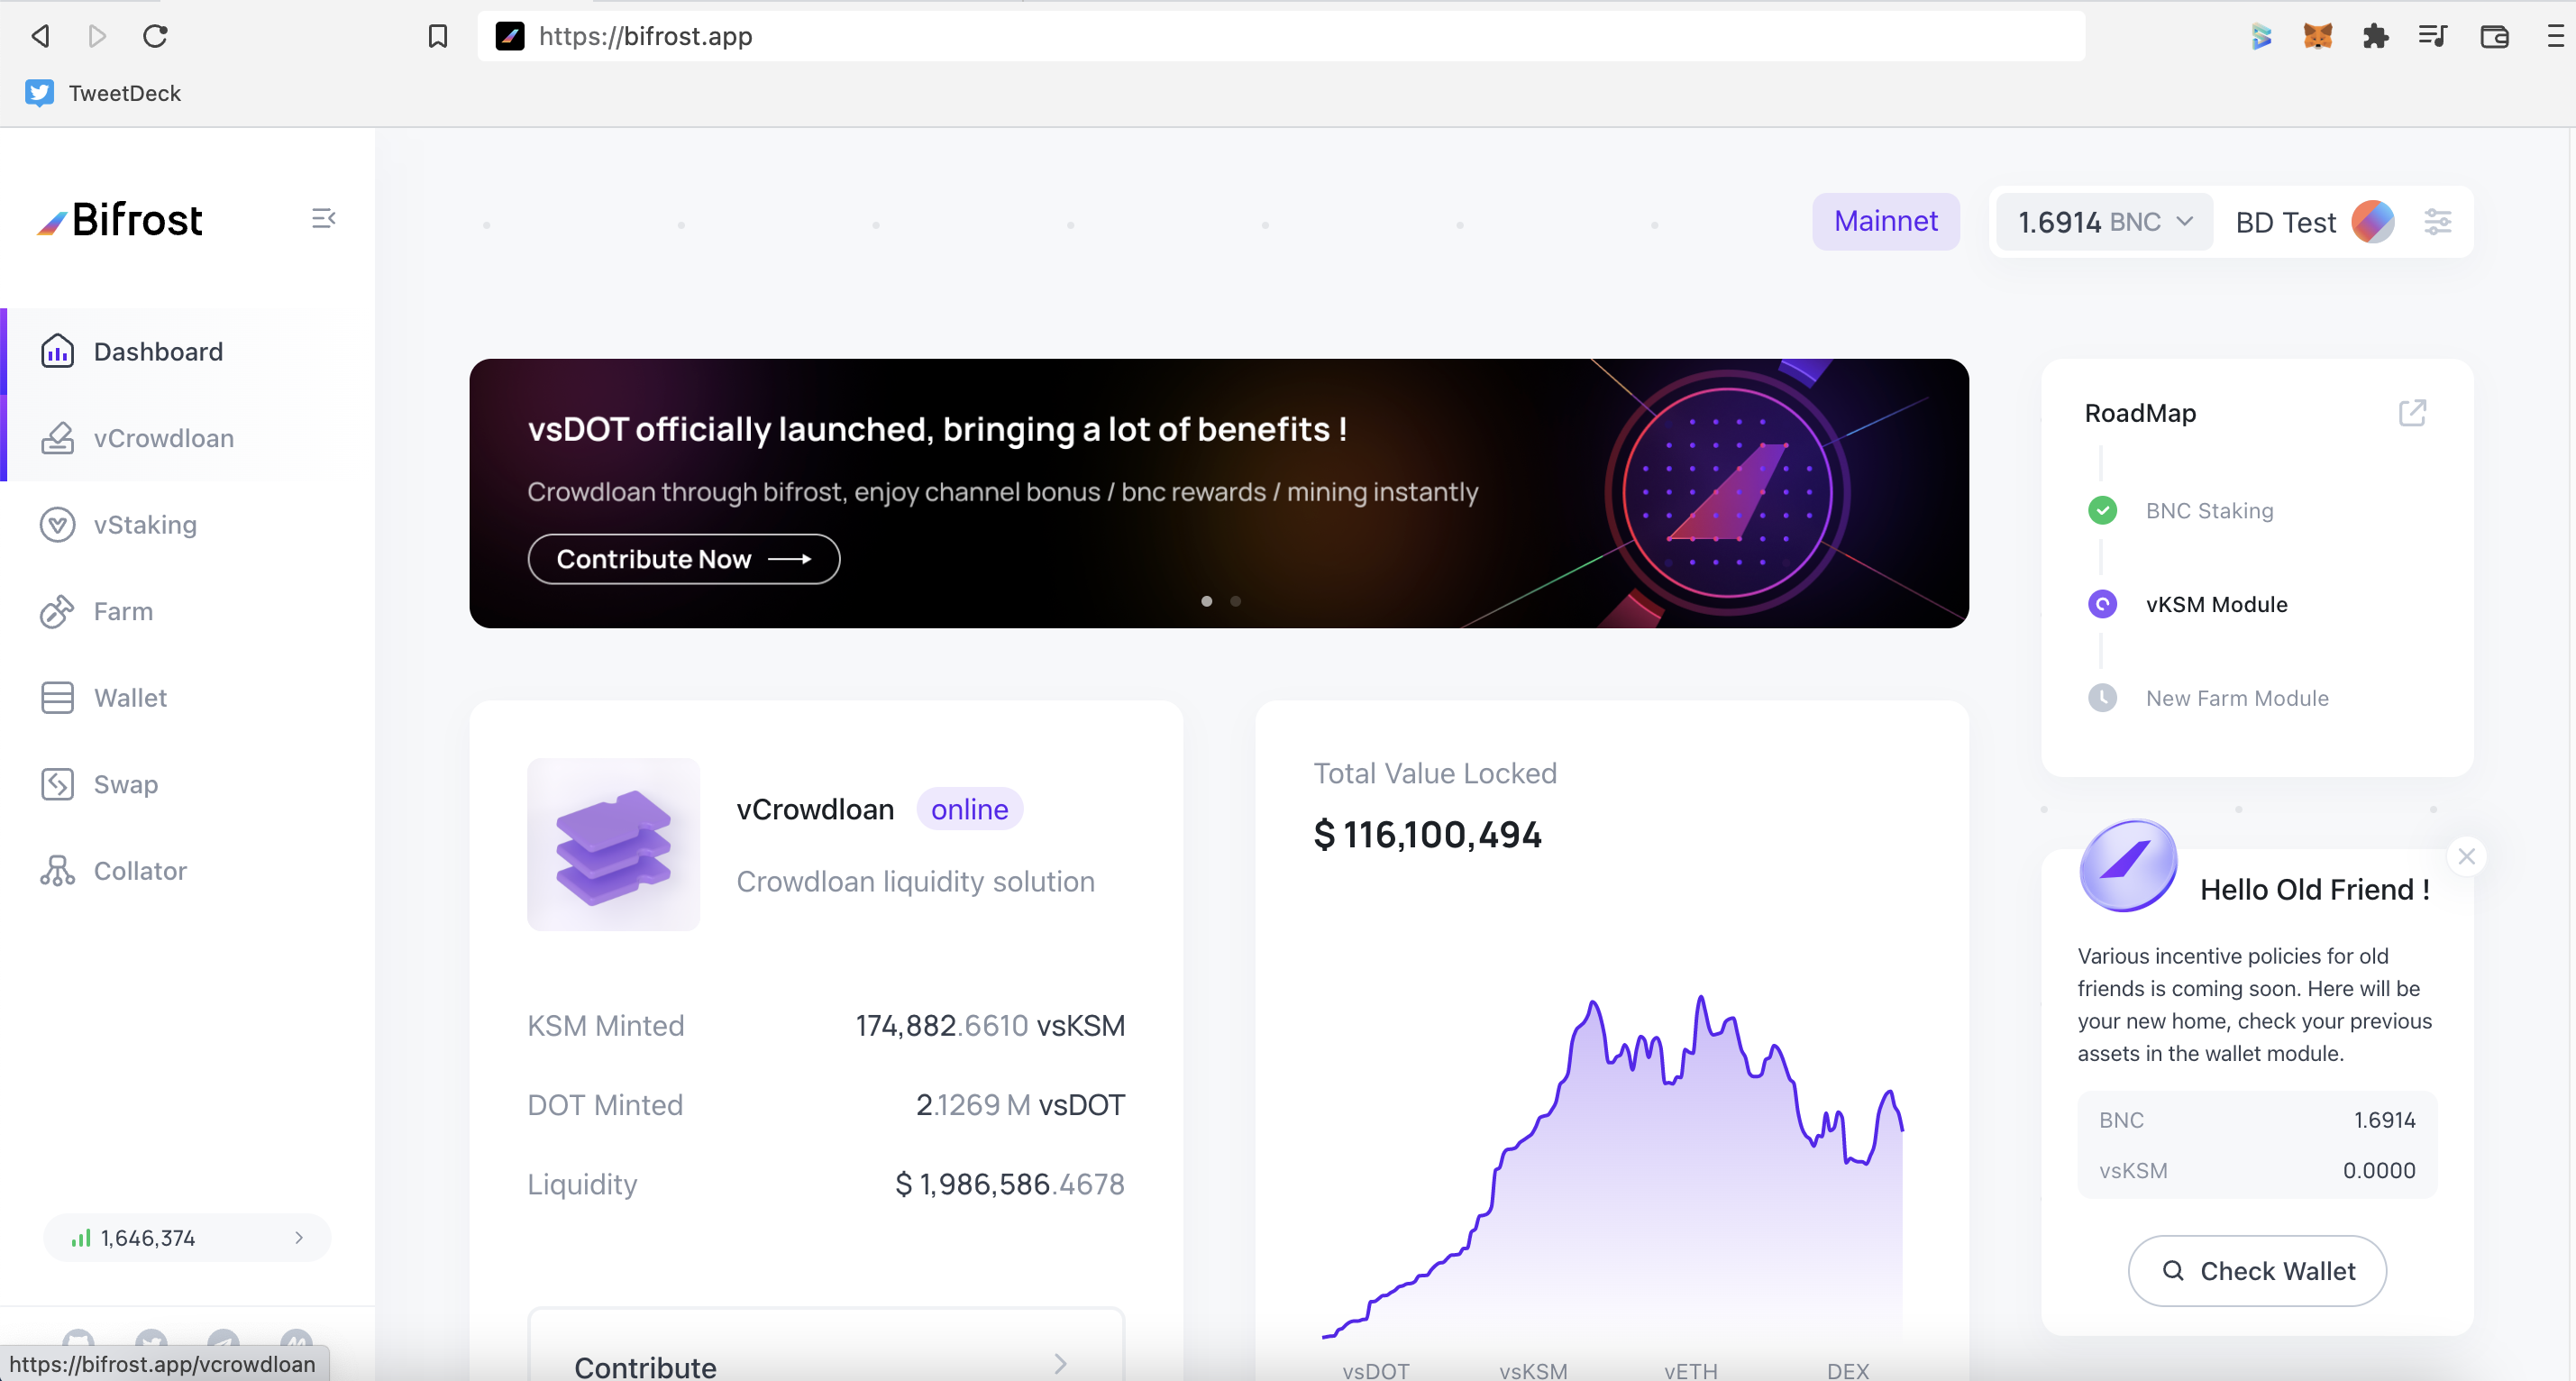 https://bifrost.app
TweetDeck
Bifrost
Mainnet
1.6914 BNC
BD Test
Dashboard
vCrowdloan
vStaking
Farm
Wallet
Swap
Collator
1,646,374
https://bifrost.app/vcrowdloan
vsDOT officially launched, bringing a lot of benefits !
Crowdloan through bifrost, enjoy channel bonus / bnc rewards / mining instantly
Contribute Now
vCrowdloan online
Crowdloan liquidity solution
KSM Minted 174,882.6610 vsKSM
DOT Minted 2.1269 M vsDOT
Liquidity $ 1,986,586.4678
Contribute
Total Value Locked
$ 116,100,494
vsDOT vsKSM vETH DEX
RoadMap
BNC Staking
vKSM Module
New Farm Module
Hello Old Friend !
Various incentive policies for old
friends is coming soon. Here will be
your new home, check your previous
assets in the wallet module.
BNC 1.6914
vsKSM 0.0000
Check Wallet